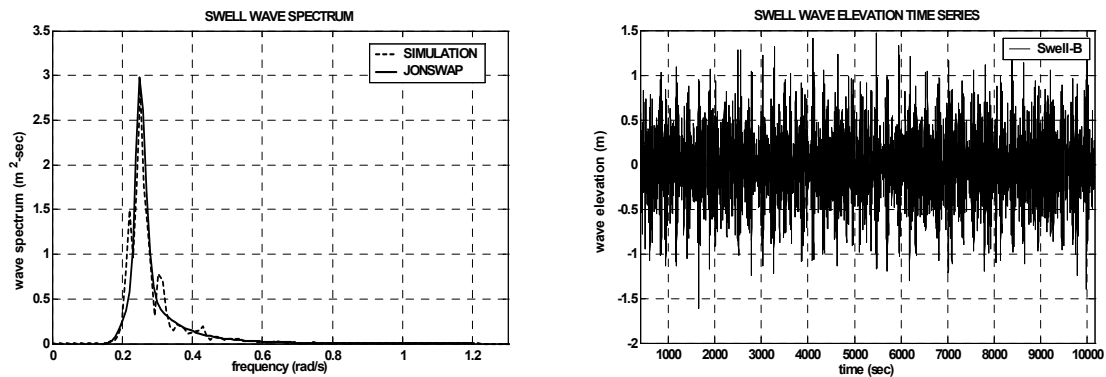 SWELL WAVE SPECTRUM
3.5
3
2.5
2
1.5
1
0.5
0
wave spectrum (m 2-sec)
SIMULATION
JONSWAP
0 0.2 0.4 0.6 0.8 1 1.2
frequency (rad/s)
SWELL WAVE ELEVATION TIME SERIES
1.5
1
0.5
0
-0.5
-1
-1.5
-2
wave elevation (m)
Swell-B
1000 2000 3000 4000 5000 6000 7000 8000 9000 10000
time (sec)